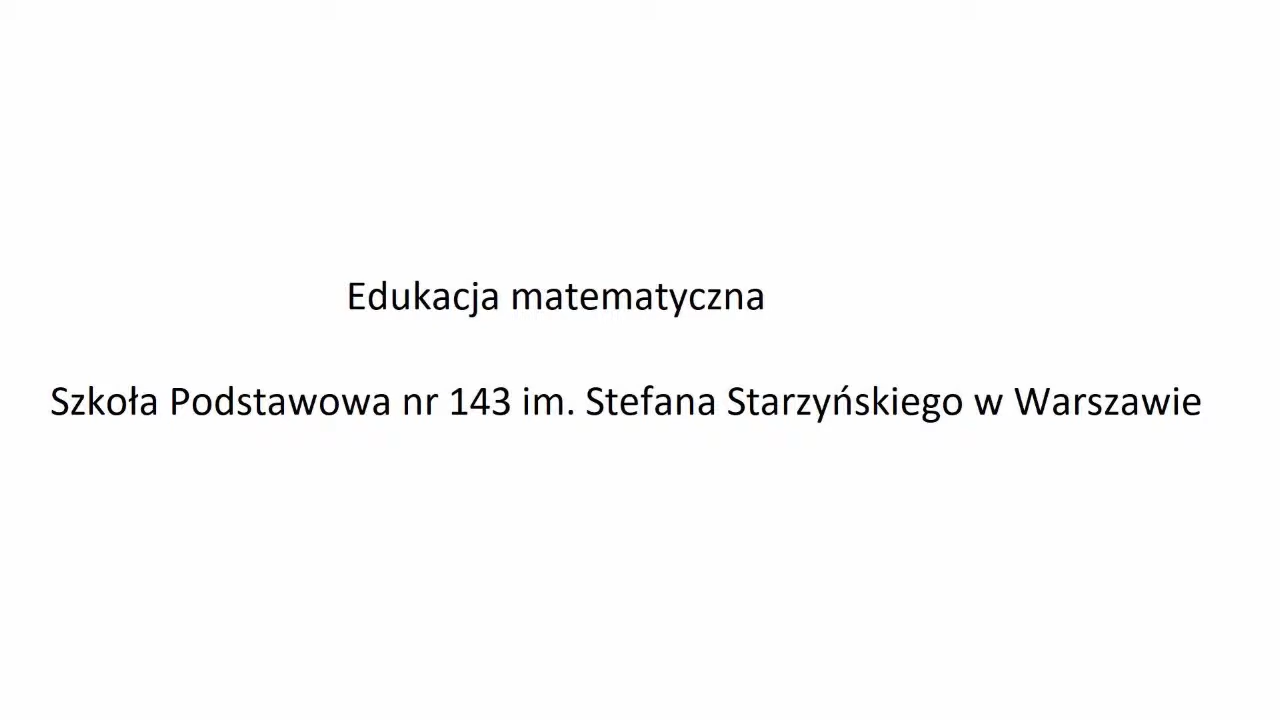 Edukacja matematyczna
Szkoła Podstawowa nr 143 im. Stefana Starzyńskiego w Warszawie